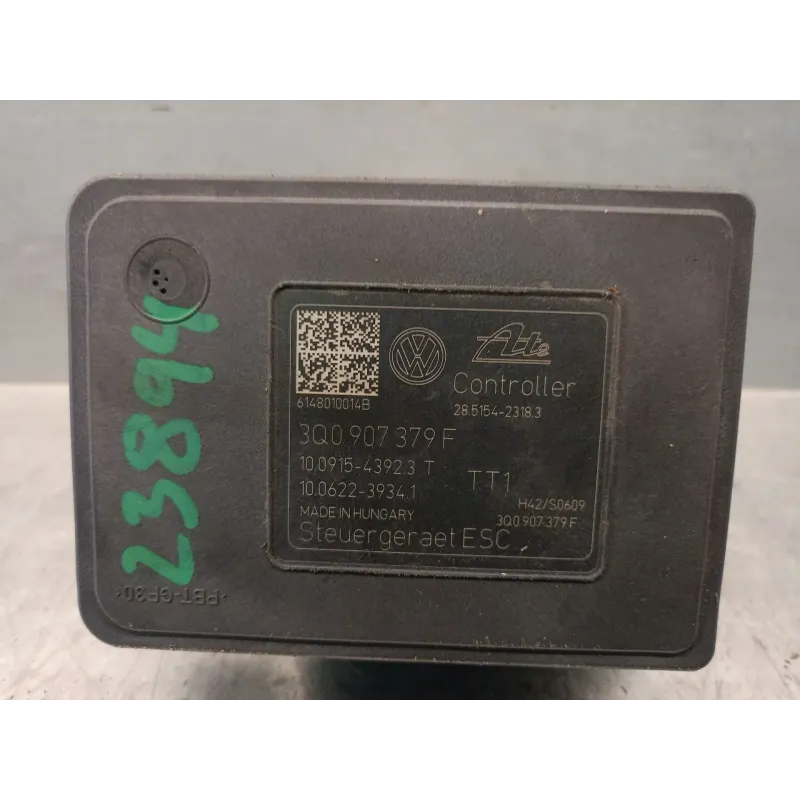 23894
VW
Ate
Controller
28.5154-2318.3
6148010014B
3Q0 907 379 F
10.0915-4392.3 T
10.0622-3934.1
TT1
H42/S0609
3Q0 907 379 F
MADE IN HUNGARY
Steuergeraet ESC
>PBT-GF30<